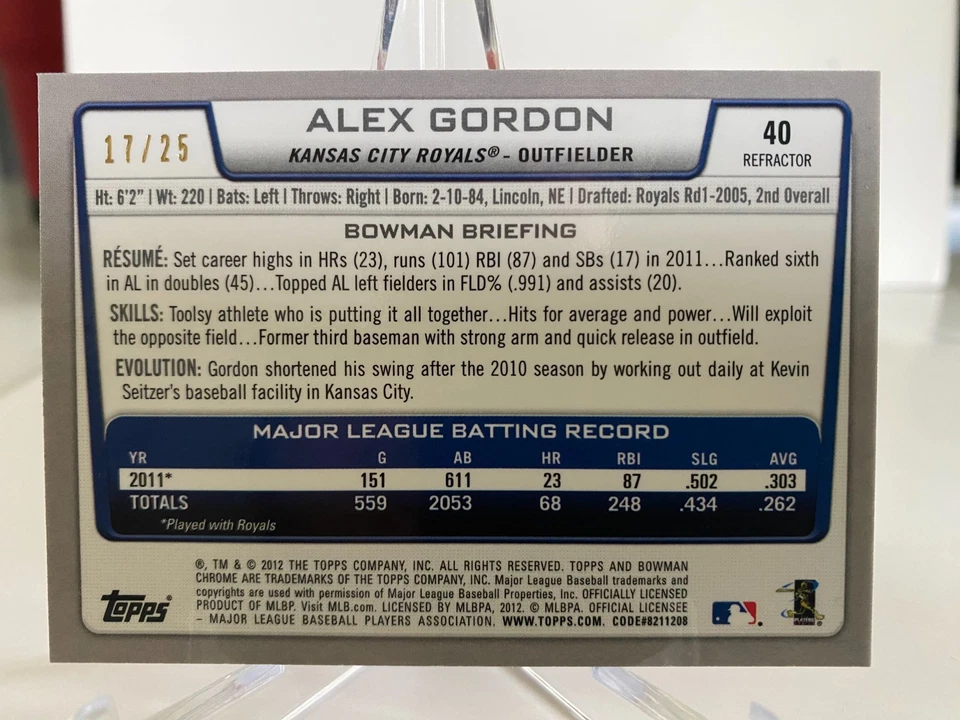 17/25
ALEX GORDON
KANSAS CITY ROYALS® - OUTFIELDER
40
REFRACTOR
Ht: 6'2" | Wt: 220 | Bats: Left | Throws: Right | Born: 2-10-84, Lincoln, NE | Drafted: Royals Rd1-2005, 2nd Overall
BOWMAN BRIEFING
RÉSUMÉ: Set career highs in HRs (23), runs (101) RBI (87) and SBs (17) in 2011...Ranked sixth
in AL in doubles (45)...Topped AL left fielders in FLD% (.991) and assists (20).
SKILLS: Toolsy athlete who is putting it all together...Hits for average and power...Will exploit
the opposite field...Former third baseman with strong arm and quick release in outfield.
EVOLUTION: Gordon shortened his swing after the 2010 season by working out daily at Kevin
Seitzer's baseball facility in Kansas City.
MAJOR LEAGUE BATTING RECORD
YR G AB HR RBI SLG AVG
2011* 151 611 23 87 .502 .303
TOTALS 559 2053 68 248 .434 .262
*Played with Royals
®, TM & © 2012 THE TOPPS COMPANY, INC. ALL RIGHTS RESERVED. TOPPS AND BOWMAN
CHROME ARE TRADEMARKS OF THE TOPPS COMPANY, INC. Major League Baseball trademarks and
copyrights are used with permission of Major League Baseball Properties, Inc. OFFICIALLY LICENSED
PRODUCT OF MLBP. Visit MLB.com. LICENSED BY MLBPA, 2012. © MLBPA. OFFICIAL LICENSEE
– MAJOR LEAGUE BASEBALL PLAYERS ASSOCIATION. WWW.TOPPS.COM. CODE#8211208
topps®